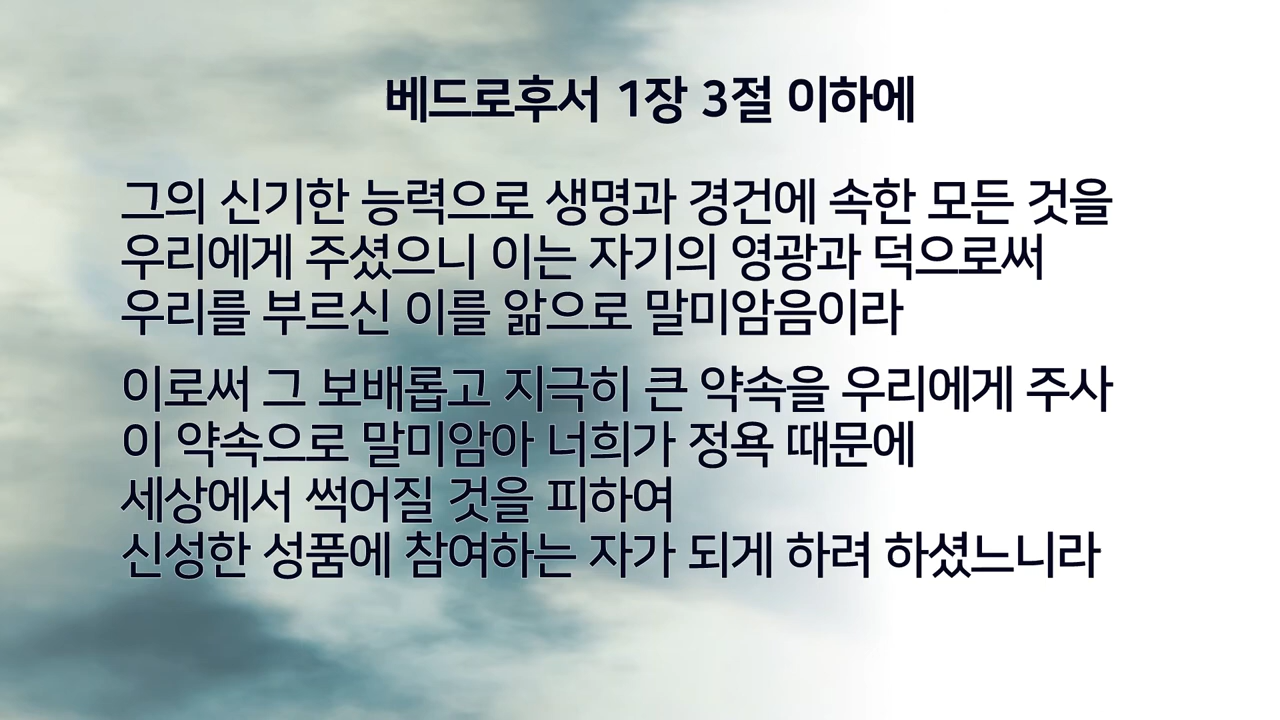 베드로후서 1장 3절 이하에
그의 신기한 능력으로 생명과 경건에 속한 모든 것을
우리에게 주셨으니 이는 자기의 영광과 덕으로써
우리를 부르신 이를 앎으로 말미암음이라
이로써 그 보배롭고 지극히 큰 약속을 우리에게 주사
이 약속으로 말미암아 너희가 정욕 때문에
세상에서 썩어질 것을 피하여
신성한 성품에 참여하는 자가 되게 하려 하셨느니라